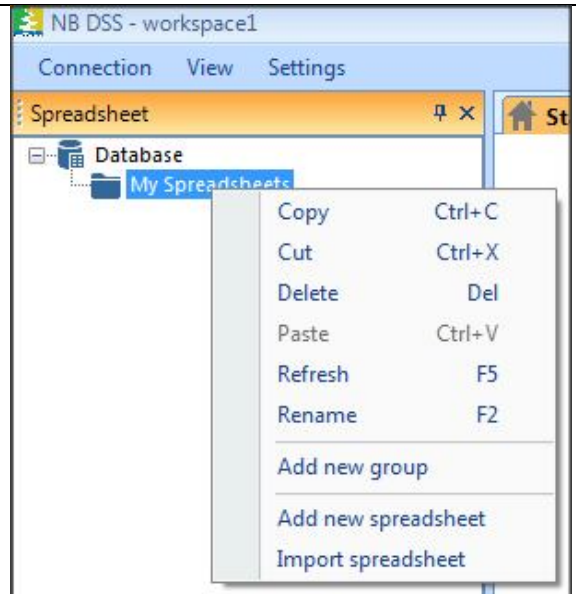 NB DSS - workspace1
Connection View Settings
Spreadsheet St
Database
My Spreadsheets
Copy Ctrl+C
Cut Ctrl+X
Delete Del
Paste Ctrl+V
Refresh F5
Rename F2
Add new group
Add new spreadsheet
Import spreadsheet